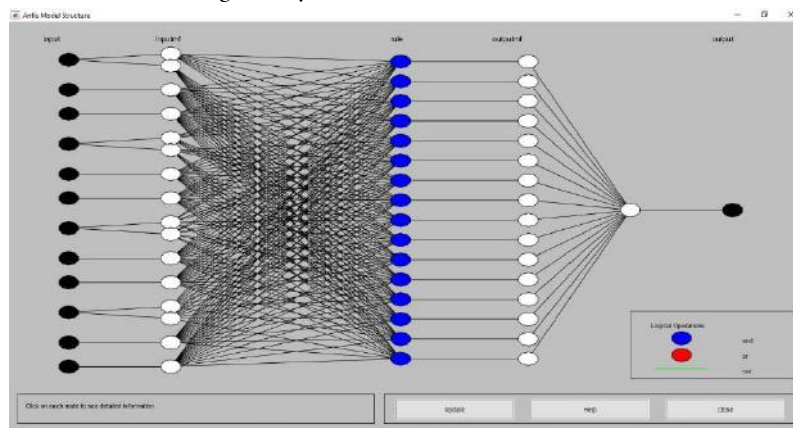 Anfis Model Structure
input
inputmf
rule
outputmf
output
Logical Operations
and
or
not
Click on each node to see detailed information
Update
Help
Close